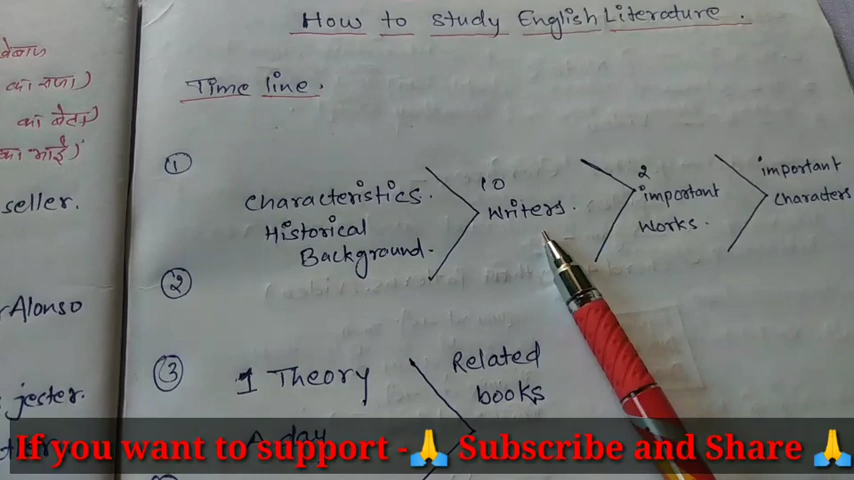 How to study English Literature.
बेलान
का राजा)
का बेटा)
का भाई)
seller.
Alonso
jester.
Time line.
①
Characteristics.
Historical
Background.
10
Writers.
2
important
Works.
important
Characters
②
③
1 Theory
A day
Related
books
If you want to support -🙏 Subscribe and Share 🙏